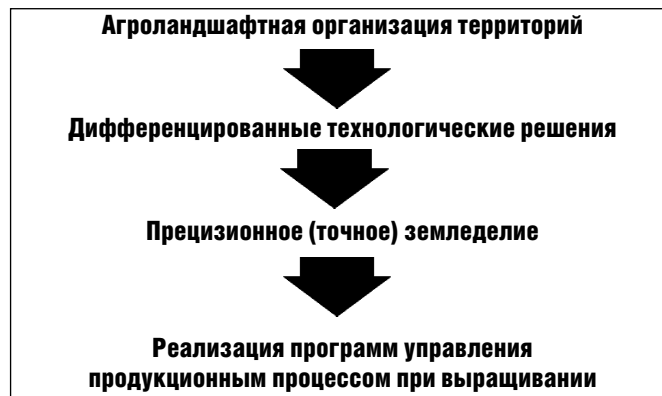 Агроландшафтная организация территорий
Дифференцированные технологические решения
Прецизионное (точное) земледелие
Реализация программ управления
продукционным процессом при выращивании